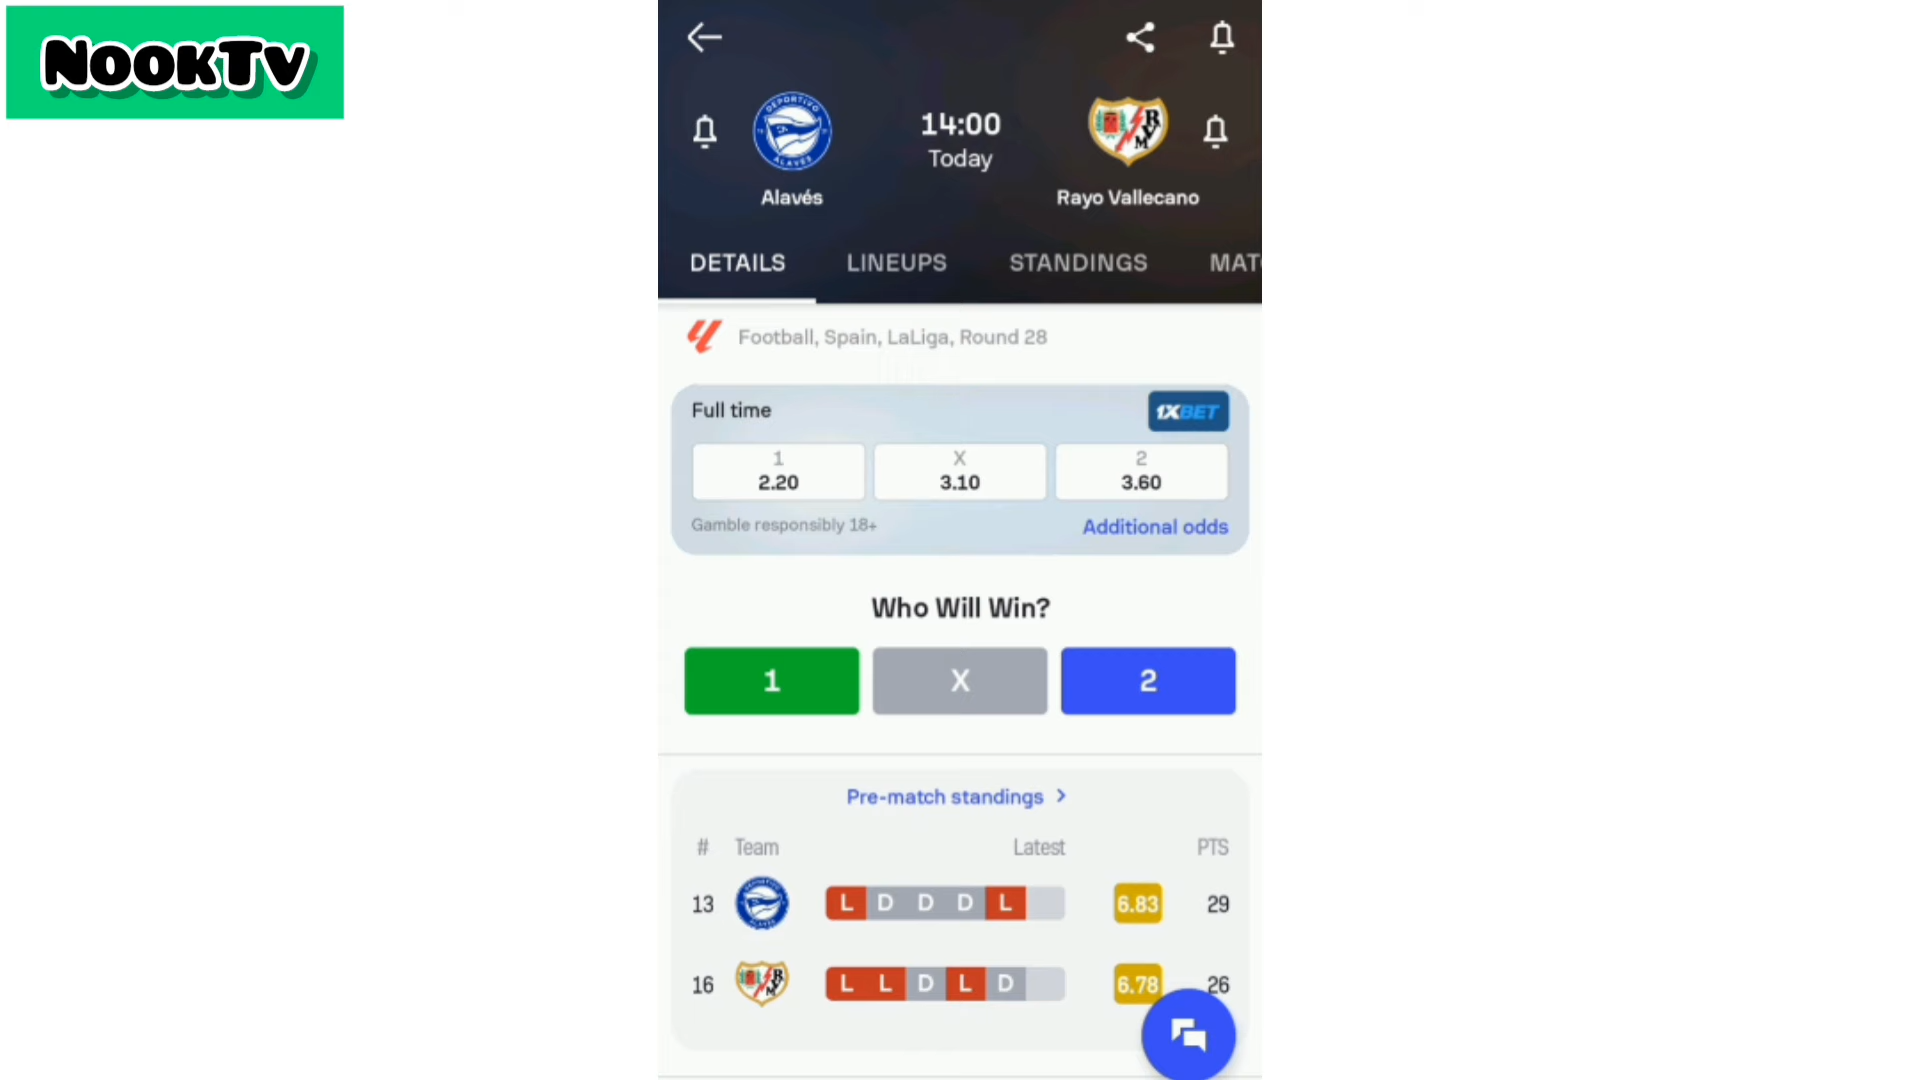 NOOKTV
14:00
Today
Alavés
Rayo Vallecano
DETAILS LINEUPS STANDINGS MAT
Football, Spain, LaLiga, Round 28
Full time
1XBET
1 X 2
2.20 3.10 3.60
Gamble responsibly 18+
Additional odds
Who Will Win?
1 X 2
Pre-match standings >
# Team Latest PTS
13 L D D D L 6.83 29
16 L L D L D 6.78 26